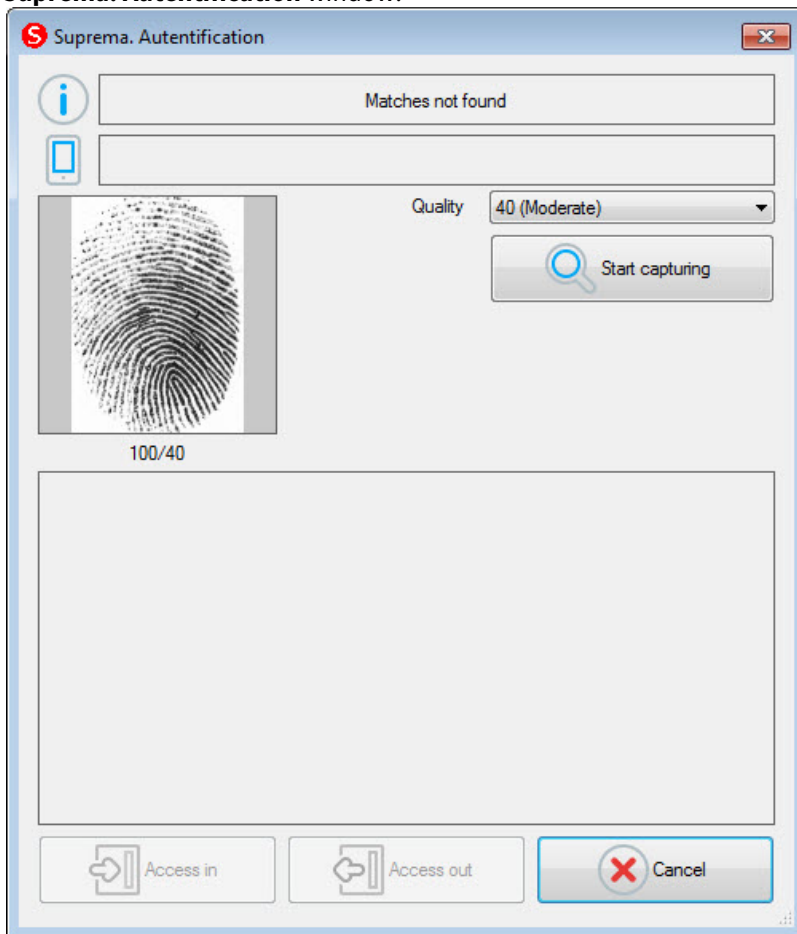 Suprema. Autentification window.
Suprema. Autentification
Matches not found
Quality 40 (Moderate)
Start capturing
100/40
Access in Access out Cancel